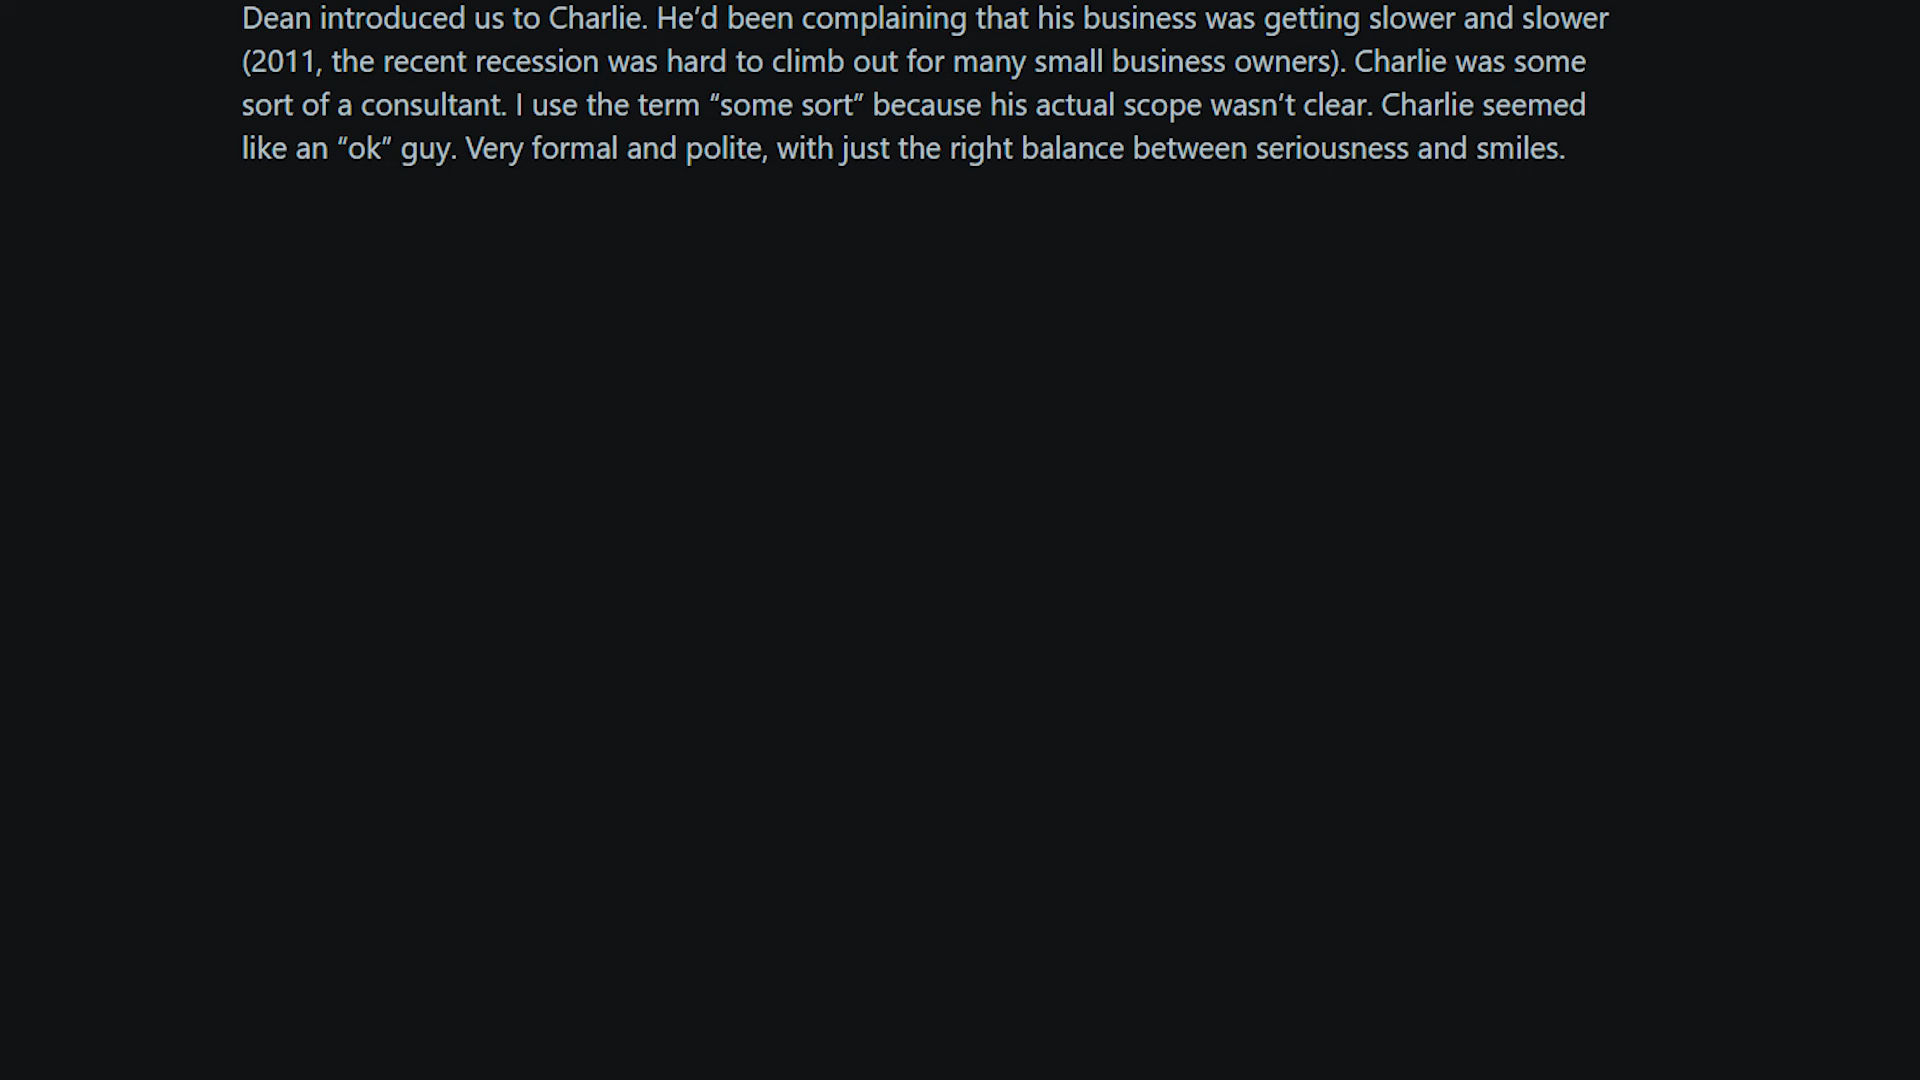 Dean introduced us to Charlie. He’d been complaining that his business was getting slower and slower
(2011, the recent recession was hard to climb out for many small business owners). Charlie was some
sort of a consultant. I use the term “some sort” because his actual scope wasn’t clear. Charlie seemed
like an “ok” guy. Very formal and polite, with just the right balance between seriousness and smiles.